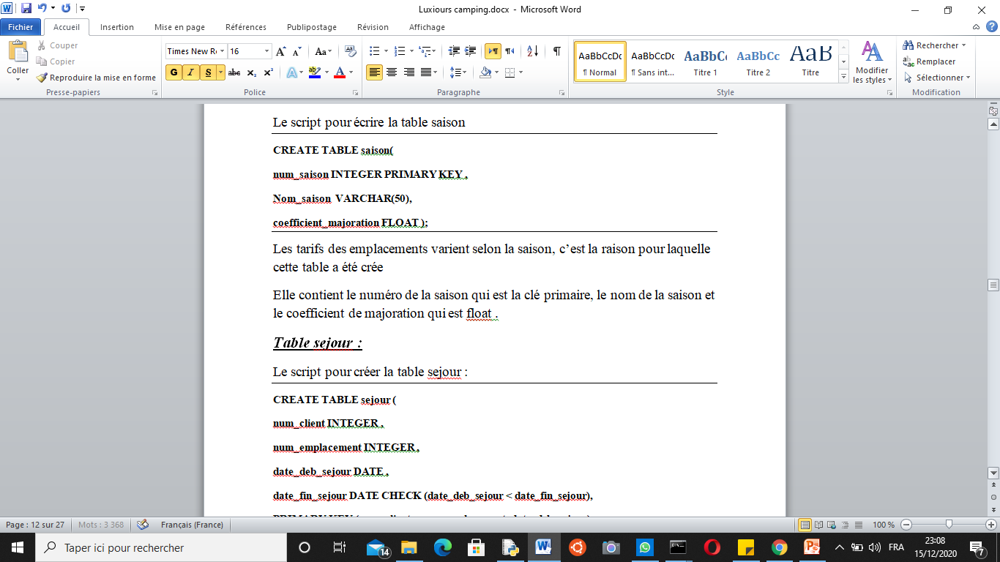 Luxiours camping.docx - Microsoft Word
Fichier Accueil Insertion Mise en page Références Publipostage Révision Affichage
Coller
Couper
Copier
Reproduire la mise en forme
Presse-papiers
Times New R 16
G I S abc x₂ x²
Police
Paragraphe
AaBbCcDc AaBbCcDc AaBbC AaBbCc AaB
¶ Normal ¶ Sans int... Titre 1 Titre 2 Titre
Modifier
les styles
Style
Rechercher
Remplacer
Sélectionner
Modification
Le script pour écrire la table saison
CREATE TABLE saison(
num_saison INTEGER PRIMARY KEY ,
Nom_saison VARCHAR(50),
coefficient_majoration FLOAT );
Les tarifs des emplacements varient selon la saison, c’est la raison pour laquelle
cette table a été crée
Elle contient le numéro de la saison qui est la clé primaire, le nom de la saison et
le coefficient de majoration qui est float .
Table sejour :
Le script pour créer la table sejour :
CREATE TABLE sejour (
num_client INTEGER ,
num_emplacement INTEGER ,
date_deb_sejour DATE ,
date_fin_sejour DATE CHECK (date_deb_sejour < date_fin_sejour),
Page : 12 sur 27 Mots : 3 368 Français (France) 100 %
Taper ici pour rechercher
14
FRA
23:08
15/12/2020
7